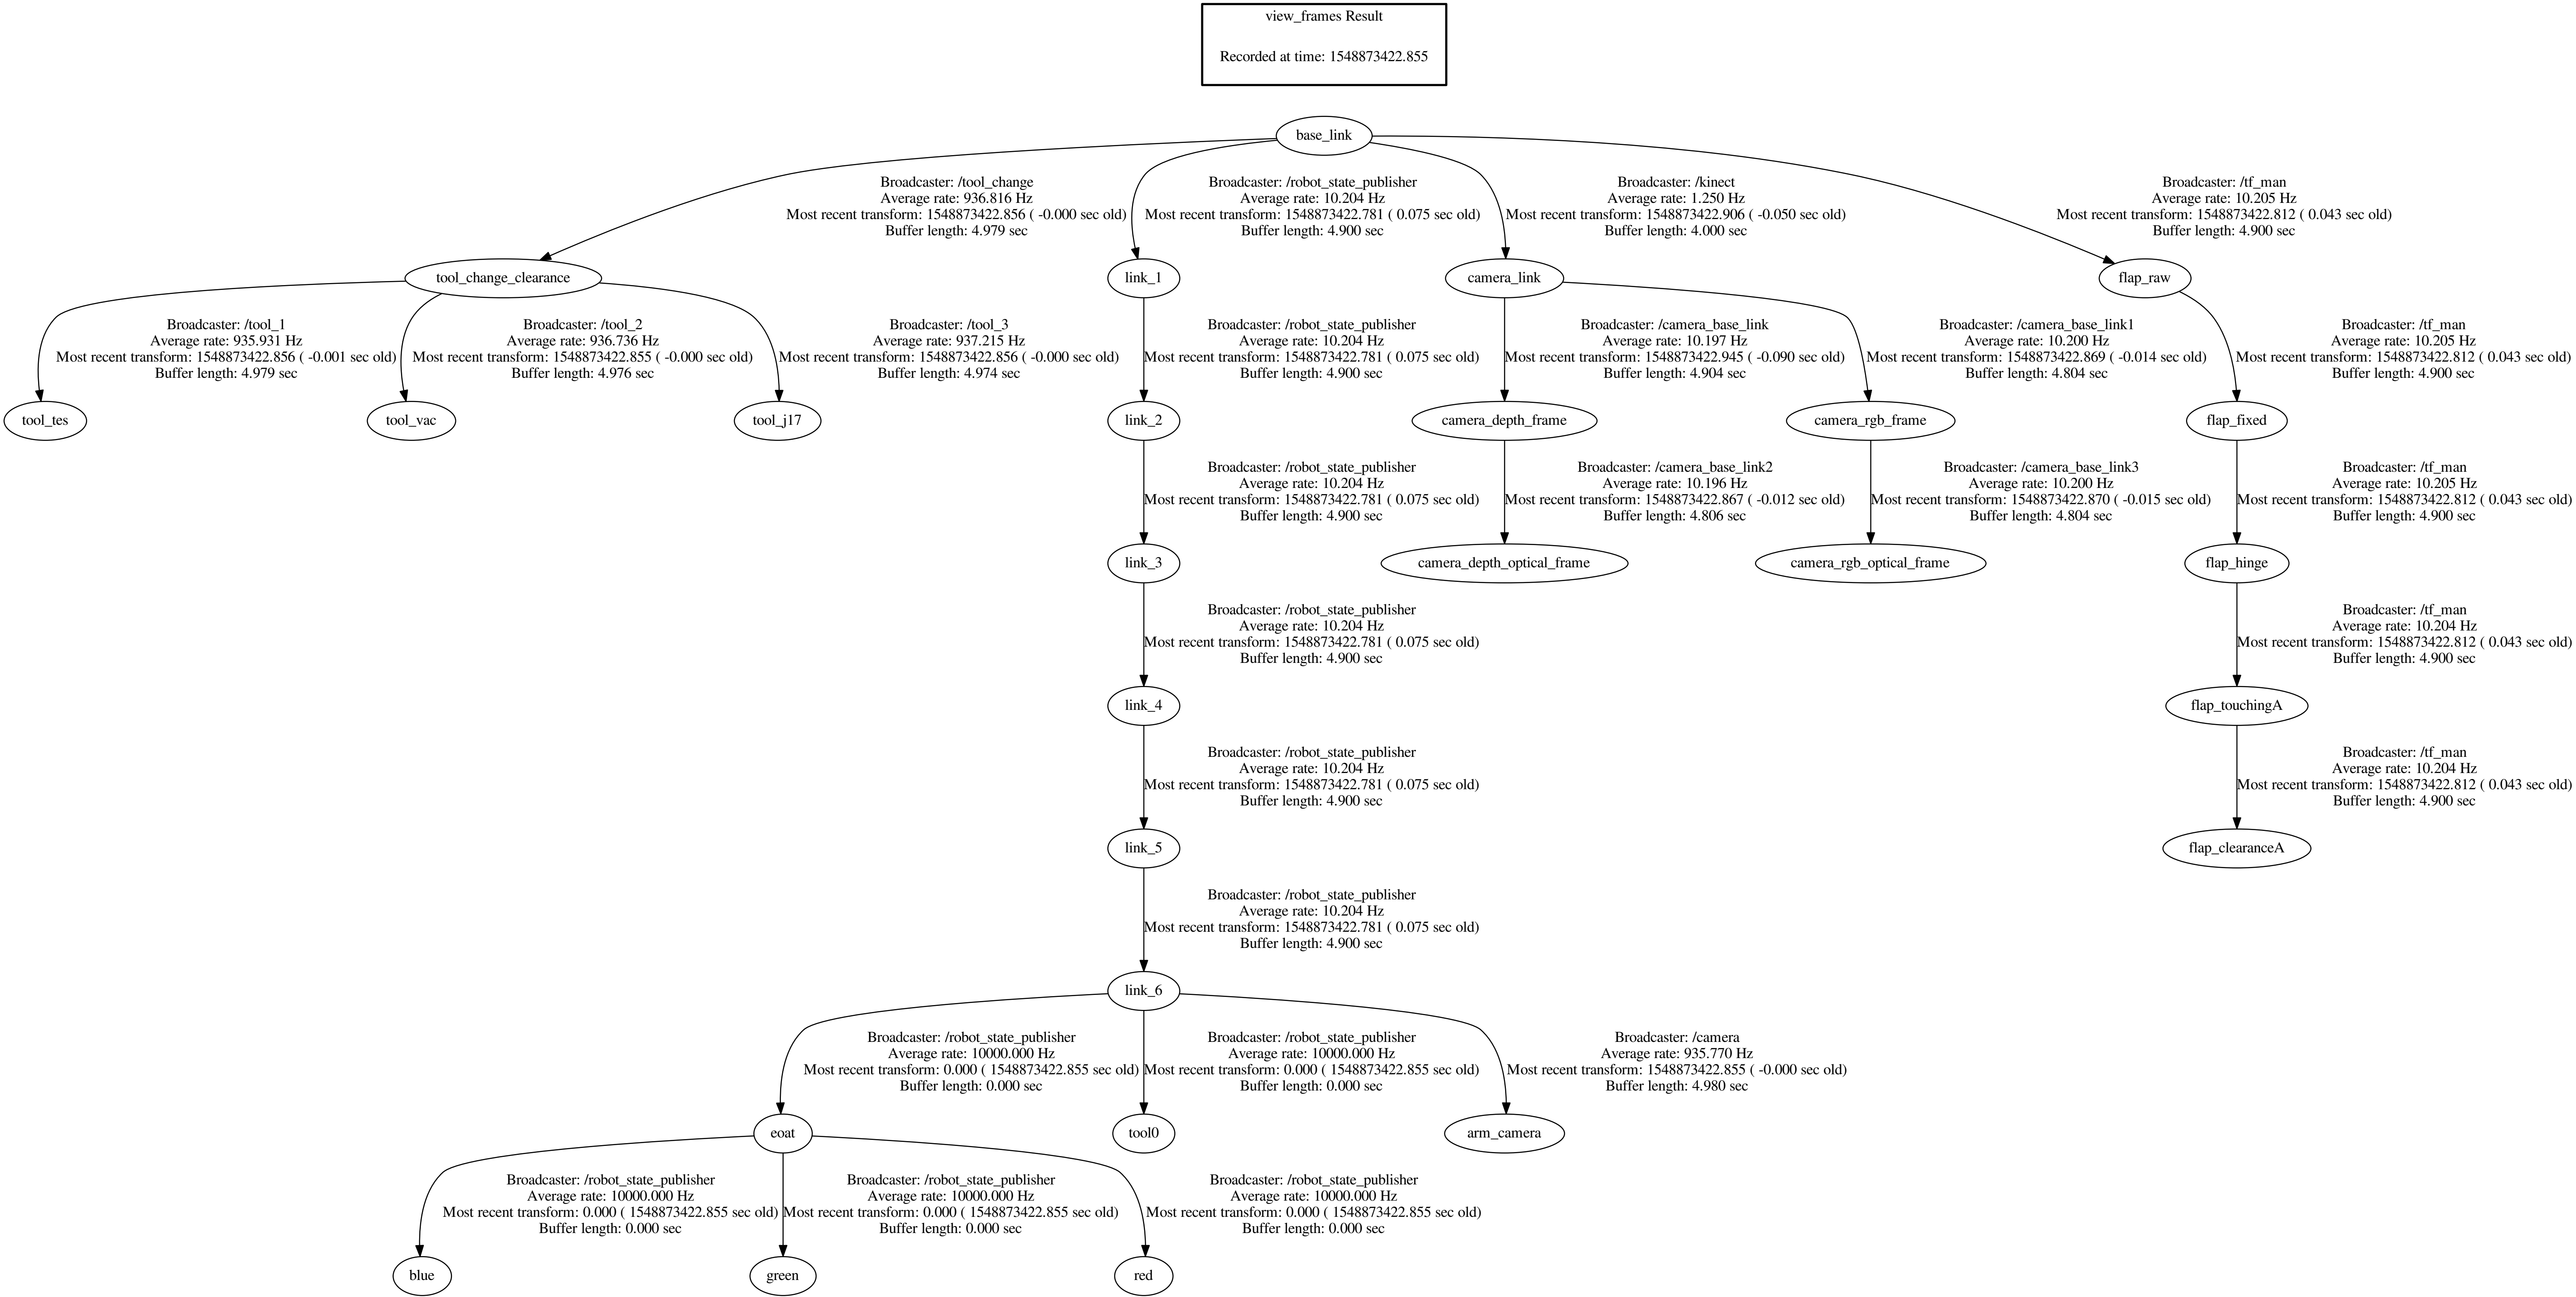 view_frames Result
Recorded at time: 1548873422.855
base_link
Broadcaster: /tool_change
Average rate: 936.816 Hz
Most recent transform: 1548873422.856 ( -0.000 sec old)
Buffer length: 4.979 sec
Broadcaster: /robot_state_publisher
Average rate: 10.204 Hz
Most recent transform: 1548873422.781 ( 0.075 sec old)
Buffer length: 4.900 sec
Broadcaster: /kinect
Average rate: 1.250 Hz
Most recent transform: 1548873422.906 ( -0.050 sec old)
Buffer length: 4.000 sec
Broadcaster: /tf_man
Average rate: 10.205 Hz
Most recent transform: 1548873422.812 ( 0.043 sec old)
Buffer length: 4.900 sec
tool_change_clearance
link_1
camera_link
flap_raw
Broadcaster: /tool_1
Average rate: 935.931 Hz
Most recent transform: 1548873422.856 ( -0.001 sec old)
Buffer length: 4.979 sec
Broadcaster: /tool_2
Average rate: 936.736 Hz
Most recent transform: 1548873422.855 ( -0.000 sec old)
Buffer length: 4.976 sec
Broadcaster: /tool_3
Average rate: 937.215 Hz
Most recent transform: 1548873422.856 ( -0.000 sec old)
Buffer length: 4.974 sec
Broadcaster: /robot_state_publisher
Average rate: 10.204 Hz
Most recent transform: 1548873422.781 ( 0.075 sec old)
Buffer length: 4.900 sec
Broadcaster: /camera_base_link
Average rate: 10.197 Hz
Most recent transform: 1548873422.945 ( -0.090 sec old)
Buffer length: 4.904 sec
Broadcaster: /camera_base_link1
Average rate: 10.200 Hz
Most recent transform: 1548873422.869 ( -0.014 sec old)
Buffer length: 4.804 sec
Broadcaster: /tf_man
Average rate: 10.205 Hz
Most recent transform: 1548873422.812 ( 0.043 sec old)
Buffer length: 4.900 sec
tool_tes
tool_vac
tool_j17
link_2
camera_depth_frame
camera_rgb_frame
flap_fixed
Broadcaster: /robot_state_publisher
Average rate: 10.204 Hz
Most recent transform: 1548873422.781 ( 0.075 sec old)
Buffer length: 4.900 sec
Broadcaster: /camera_base_link2
Average rate: 10.196 Hz
Most recent transform: 1548873422.867 ( -0.012 sec old)
Buffer length: 4.806 sec
Broadcaster: /camera_base_link3
Average rate: 10.200 Hz
Most recent transform: 1548873422.870 ( -0.015 sec old)
Buffer length: 4.804 sec
Broadcaster: /tf_man
Average rate: 10.205 Hz
Most recent transform: 1548873422.812 ( 0.043 sec old)
Buffer length: 4.900 sec
link_3
camera_depth_optical_frame
camera_rgb_optical_frame
flap_hinge
Broadcaster: /robot_state_publisher
Average rate: 10.204 Hz
Most recent transform: 1548873422.781 ( 0.075 sec old)
Buffer length: 4.900 sec
Broadcaster: /tf_man
Average rate: 10.204 Hz
Most recent transform: 1548873422.812 ( 0.043 sec old)
Buffer length: 4.900 sec
link_4
flap_touchingA
Broadcaster: /robot_state_publisher
Average rate: 10.204 Hz
Most recent transform: 1548873422.781 ( 0.075 sec old)
Buffer length: 4.900 sec
Broadcaster: /tf_man
Average rate: 10.204 Hz
Most recent transform: 1548873422.812 ( 0.043 sec old)
Buffer length: 4.900 sec
link_5
flap_clearanceA
Broadcaster: /robot_state_publisher
Average rate: 10.204 Hz
Most recent transform: 1548873422.781 ( 0.075 sec old)
Buffer length: 4.900 sec
link_6
Broadcaster: /robot_state_publisher
Average rate: 10000.000 Hz
Most recent transform: 0.000 ( 1548873422.855 sec old)
Buffer length: 0.000 sec
Broadcaster: /robot_state_publisher
Average rate: 10000.000 Hz
Most recent transform: 0.000 ( 1548873422.855 sec old)
Buffer length: 0.000 sec
Broadcaster: /camera
Average rate: 935.770 Hz
Most recent transform: 1548873422.855 ( -0.000 sec old)
Buffer length: 4.980 sec
eoat
tool0
arm_camera
Broadcaster: /robot_state_publisher
Average rate: 10000.000 Hz
Most recent transform: 0.000 ( 1548873422.855 sec old)
Buffer length: 0.000 sec
Broadcaster: /robot_state_publisher
Average rate: 10000.000 Hz
Most recent transform: 0.000 ( 1548873422.855 sec old)
Buffer length: 0.000 sec
Broadcaster: /robot_state_publisher
Average rate: 10000.000 Hz
Most recent transform: 0.000 ( 1548873422.855 sec old)
Buffer length: 0.000 sec
blue
green
red